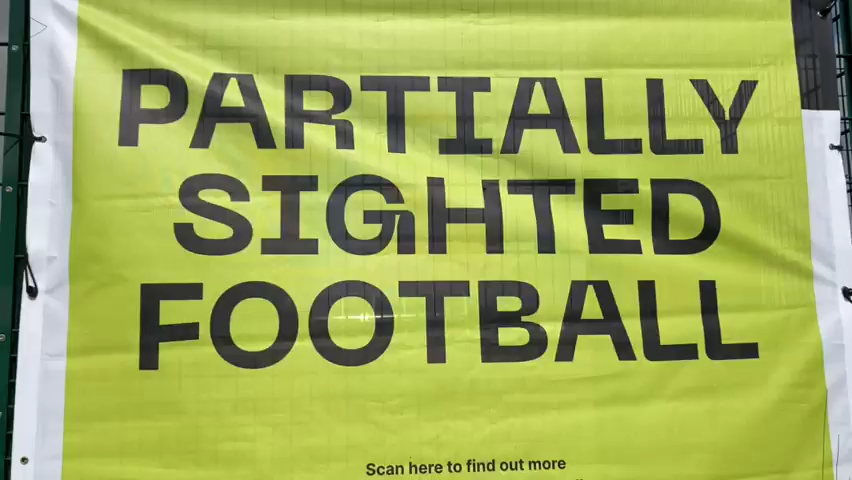 PARTIALLY
SIGHTED
FOOTBALL
Scan here to find out more